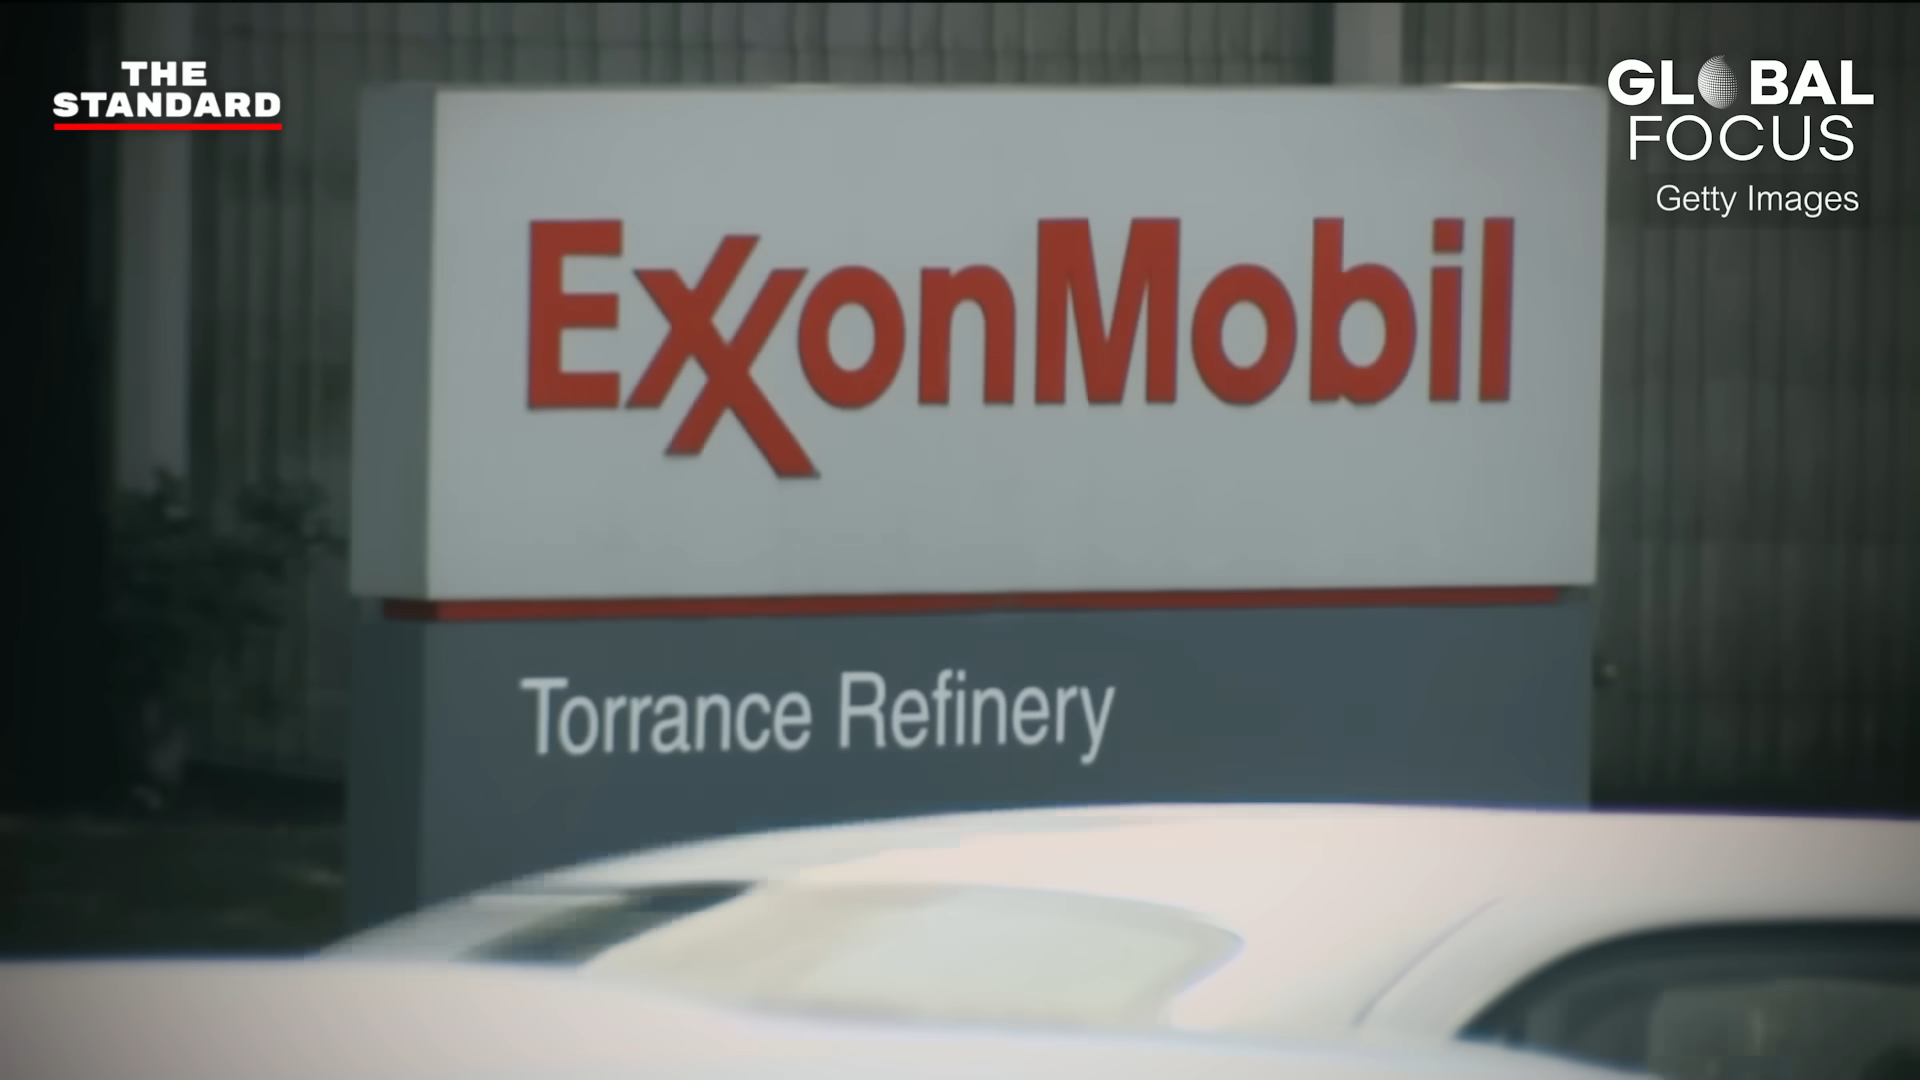 THE
STANDARD
GLOBAL
FOCUS
Getty Images
ExxonMobil
Torrance Refinery